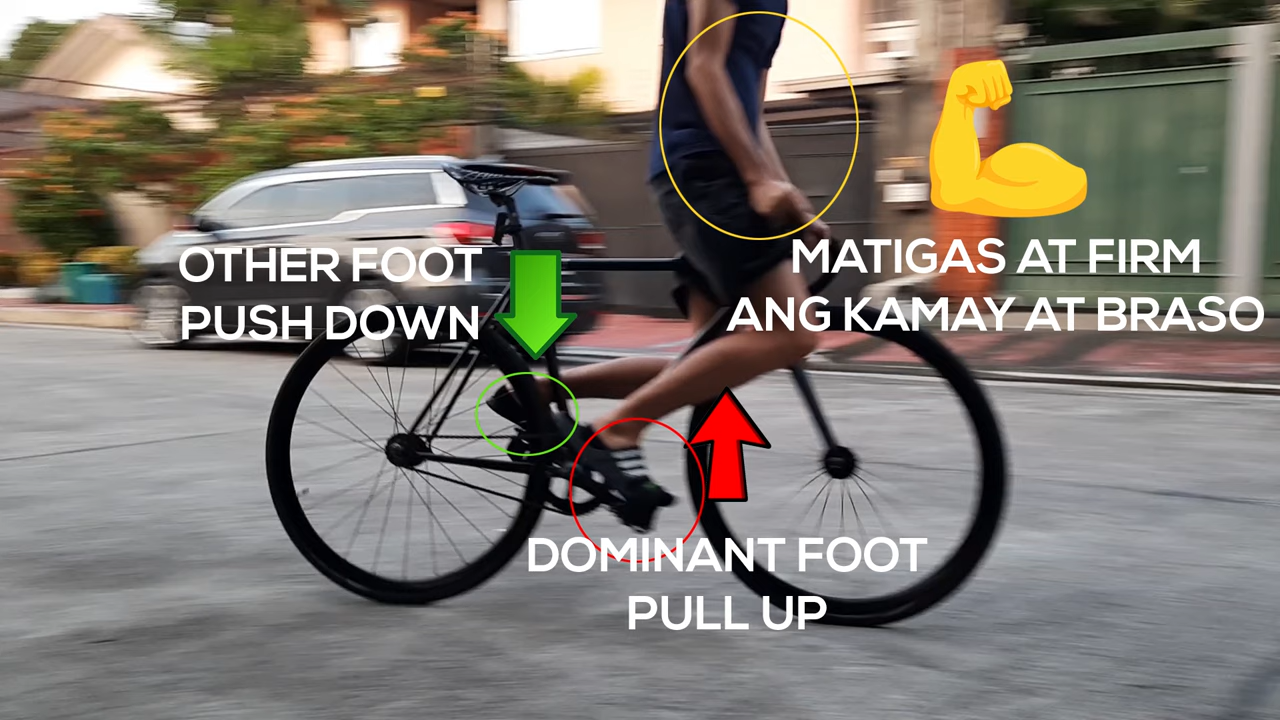 OTHER FOOT
PUSH DOWN
MATIGAS AT FIRM
ANG KAMAY AT BRASO
DOMINANT FOOT
PULL UP